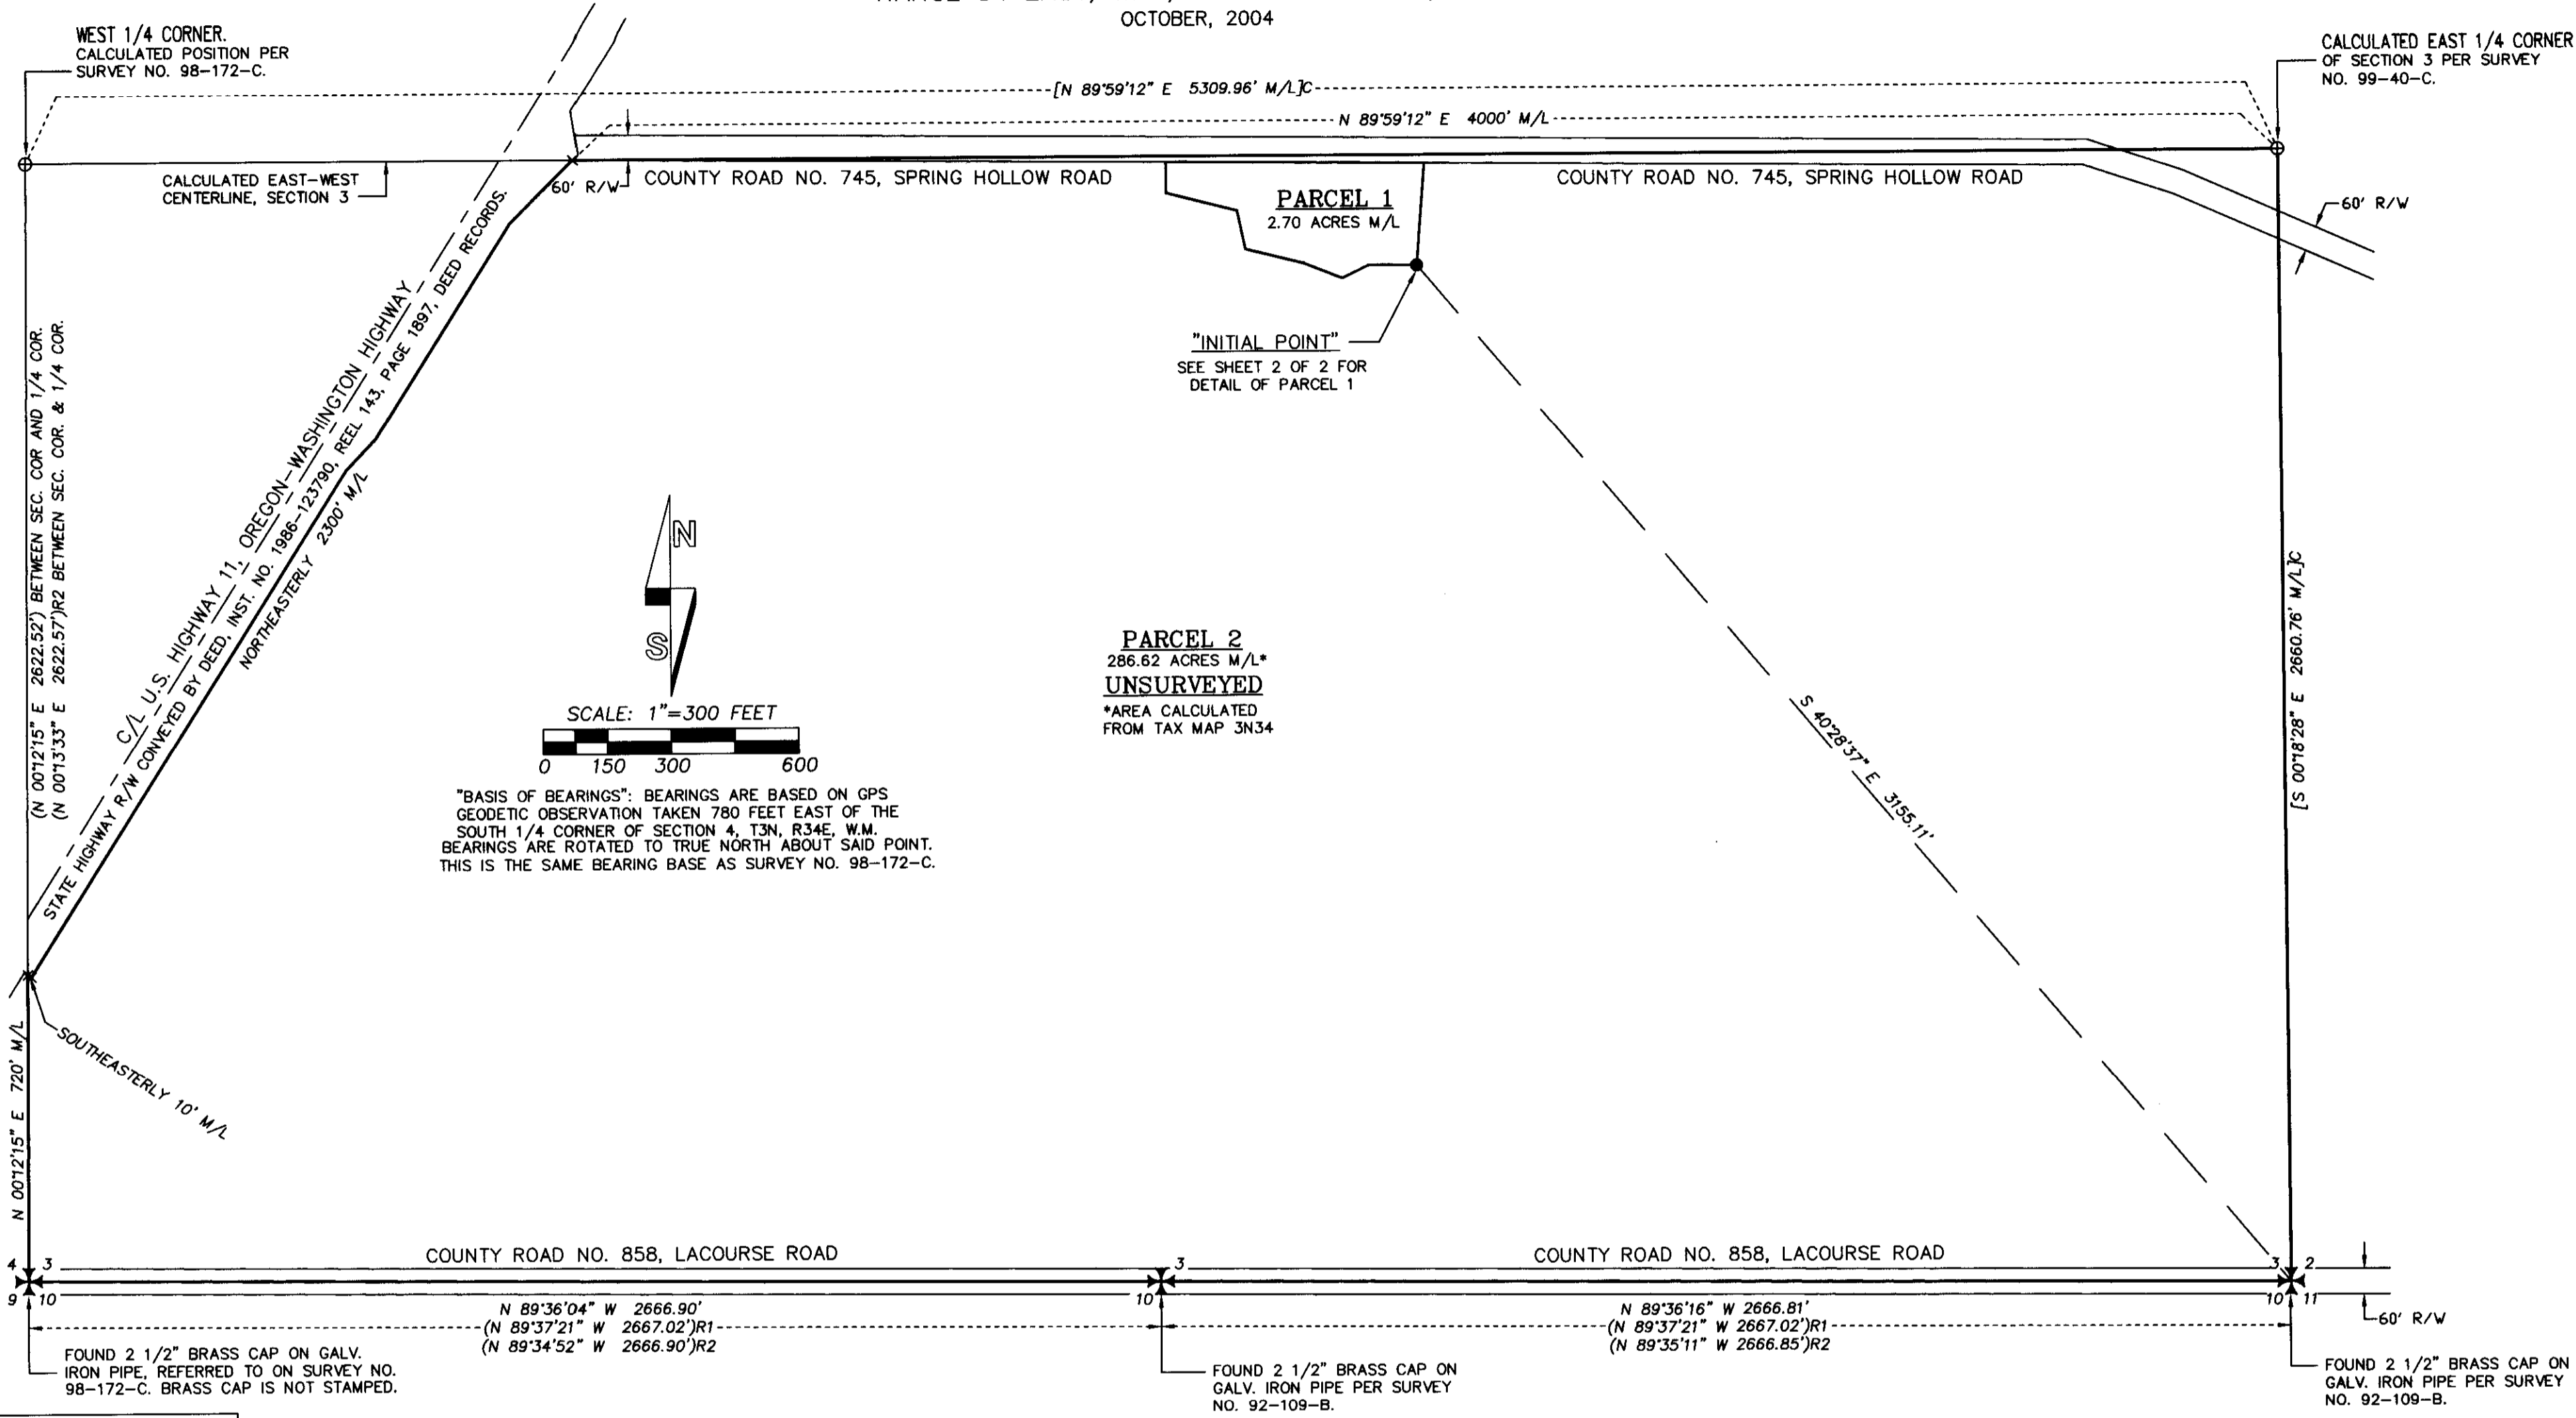 OCTOBER, 2004
WEST 1/4 CORNER.
CALCULATED POSITION PER
SURVEY NO. 98-172-C.
CALCULATED EAST 1/4 CORNER
OF SECTION 3 PER SURVEY
NO. 99-40-C.
[N 89°59'12" E 5309.96' M/L]C
N 89°59'12" E 4000' M/L
CALCULATED EAST-WEST
CENTERLINE, SECTION 3
60' R/W
COUNTY ROAD NO. 745, SPRING HOLLOW ROAD
COUNTY ROAD NO. 745, SPRING HOLLOW ROAD
60' R/W
PARCEL 1
2.70 ACRES M/L
"INITIAL POINT"
SEE SHEET 2 OF 2 FOR
DETAIL OF PARCEL 1
(N 00°12'15" E 2622.52') BETWEEN SEC. COR AND 1/4 COR.
(N 00°13'33" E 2622.57')R2 BETWEEN SEC. COR. & 1/4 COR.
C/L U.S. HIGHWAY 11, OREGON-WASHINGTON HIGHWAY
STATE HIGHWAY R/W CONVEYED BY DEED, INST. NO. 1986-123790, REEL 143, PAGE 1897, DEED RECORDS.
NORTHEASTERLY 2300' M/L
N
S
SCALE: 1"=300 FEET
0 150 300 600
"BASIS OF BEARINGS": BEARINGS ARE BASED ON GPS
GEODETIC OBSERVATION TAKEN 780 FEET EAST OF THE
SOUTH 1/4 CORNER OF SECTION 4, T3N, R34E, W.M.
BEARINGS ARE ROTATED TO TRUE NORTH ABOUT SAID POINT.
THIS IS THE SAME BEARING BASE AS SURVEY NO. 98-172-C.
PARCEL 2
286.62 ACRES M/L*
UNSURVEYED
*AREA CALCULATED
FROM TAX MAP 3N34
S 40°28'37" E 3155.11'
[S 00°18'28" E 2660.76' M/L]C
N 00°12'15" E 720' M/L
SOUTHEASTERLY 10' M/L
COUNTY ROAD NO. 858, LACOURSE ROAD
COUNTY ROAD NO. 858, LACOURSE ROAD
4 3
3
3 2
9 10
10
10 11
N 89°36'04" W 2666.90'
(N 89°37'21" W 2667.02')R1
(N 89°34'52" W 2666.90')R2
N 89°36'16" W 2666.81'
(N 89°37'21" W 2667.02')R1
(N 89°35'11" W 2666.85')R2
60' R/W
FOUND 2 1/2" BRASS CAP ON GALV.
IRON PIPE, REFERRED TO ON SURVEY NO.
98-172-C. BRASS CAP IS NOT STAMPED.
FOUND 2 1/2" BRASS CAP ON
GALV. IRON PIPE PER SURVEY
NO. 92-109-B.
FOUND 2 1/2" BRASS CAP ON
GALV. IRON PIPE PER SURVEY
NO. 92-109-B.